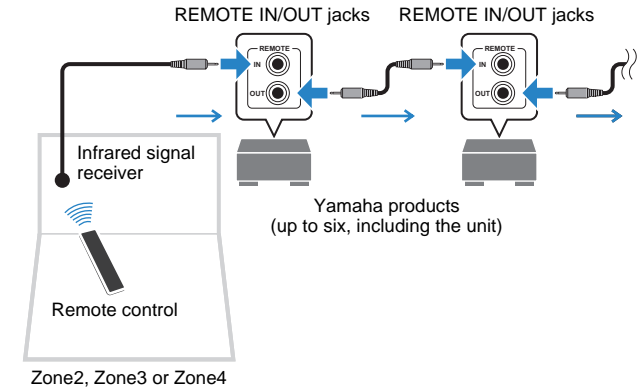 REMOTE IN/OUT jacks
REMOTE IN/OUT jacks
REMOTE
IN
OUT
REMOTE
IN
OUT
Infrared signal
receiver
Yamaha products
(up to six, including the unit)
Remote control
Zone2, Zone3 or Zone4